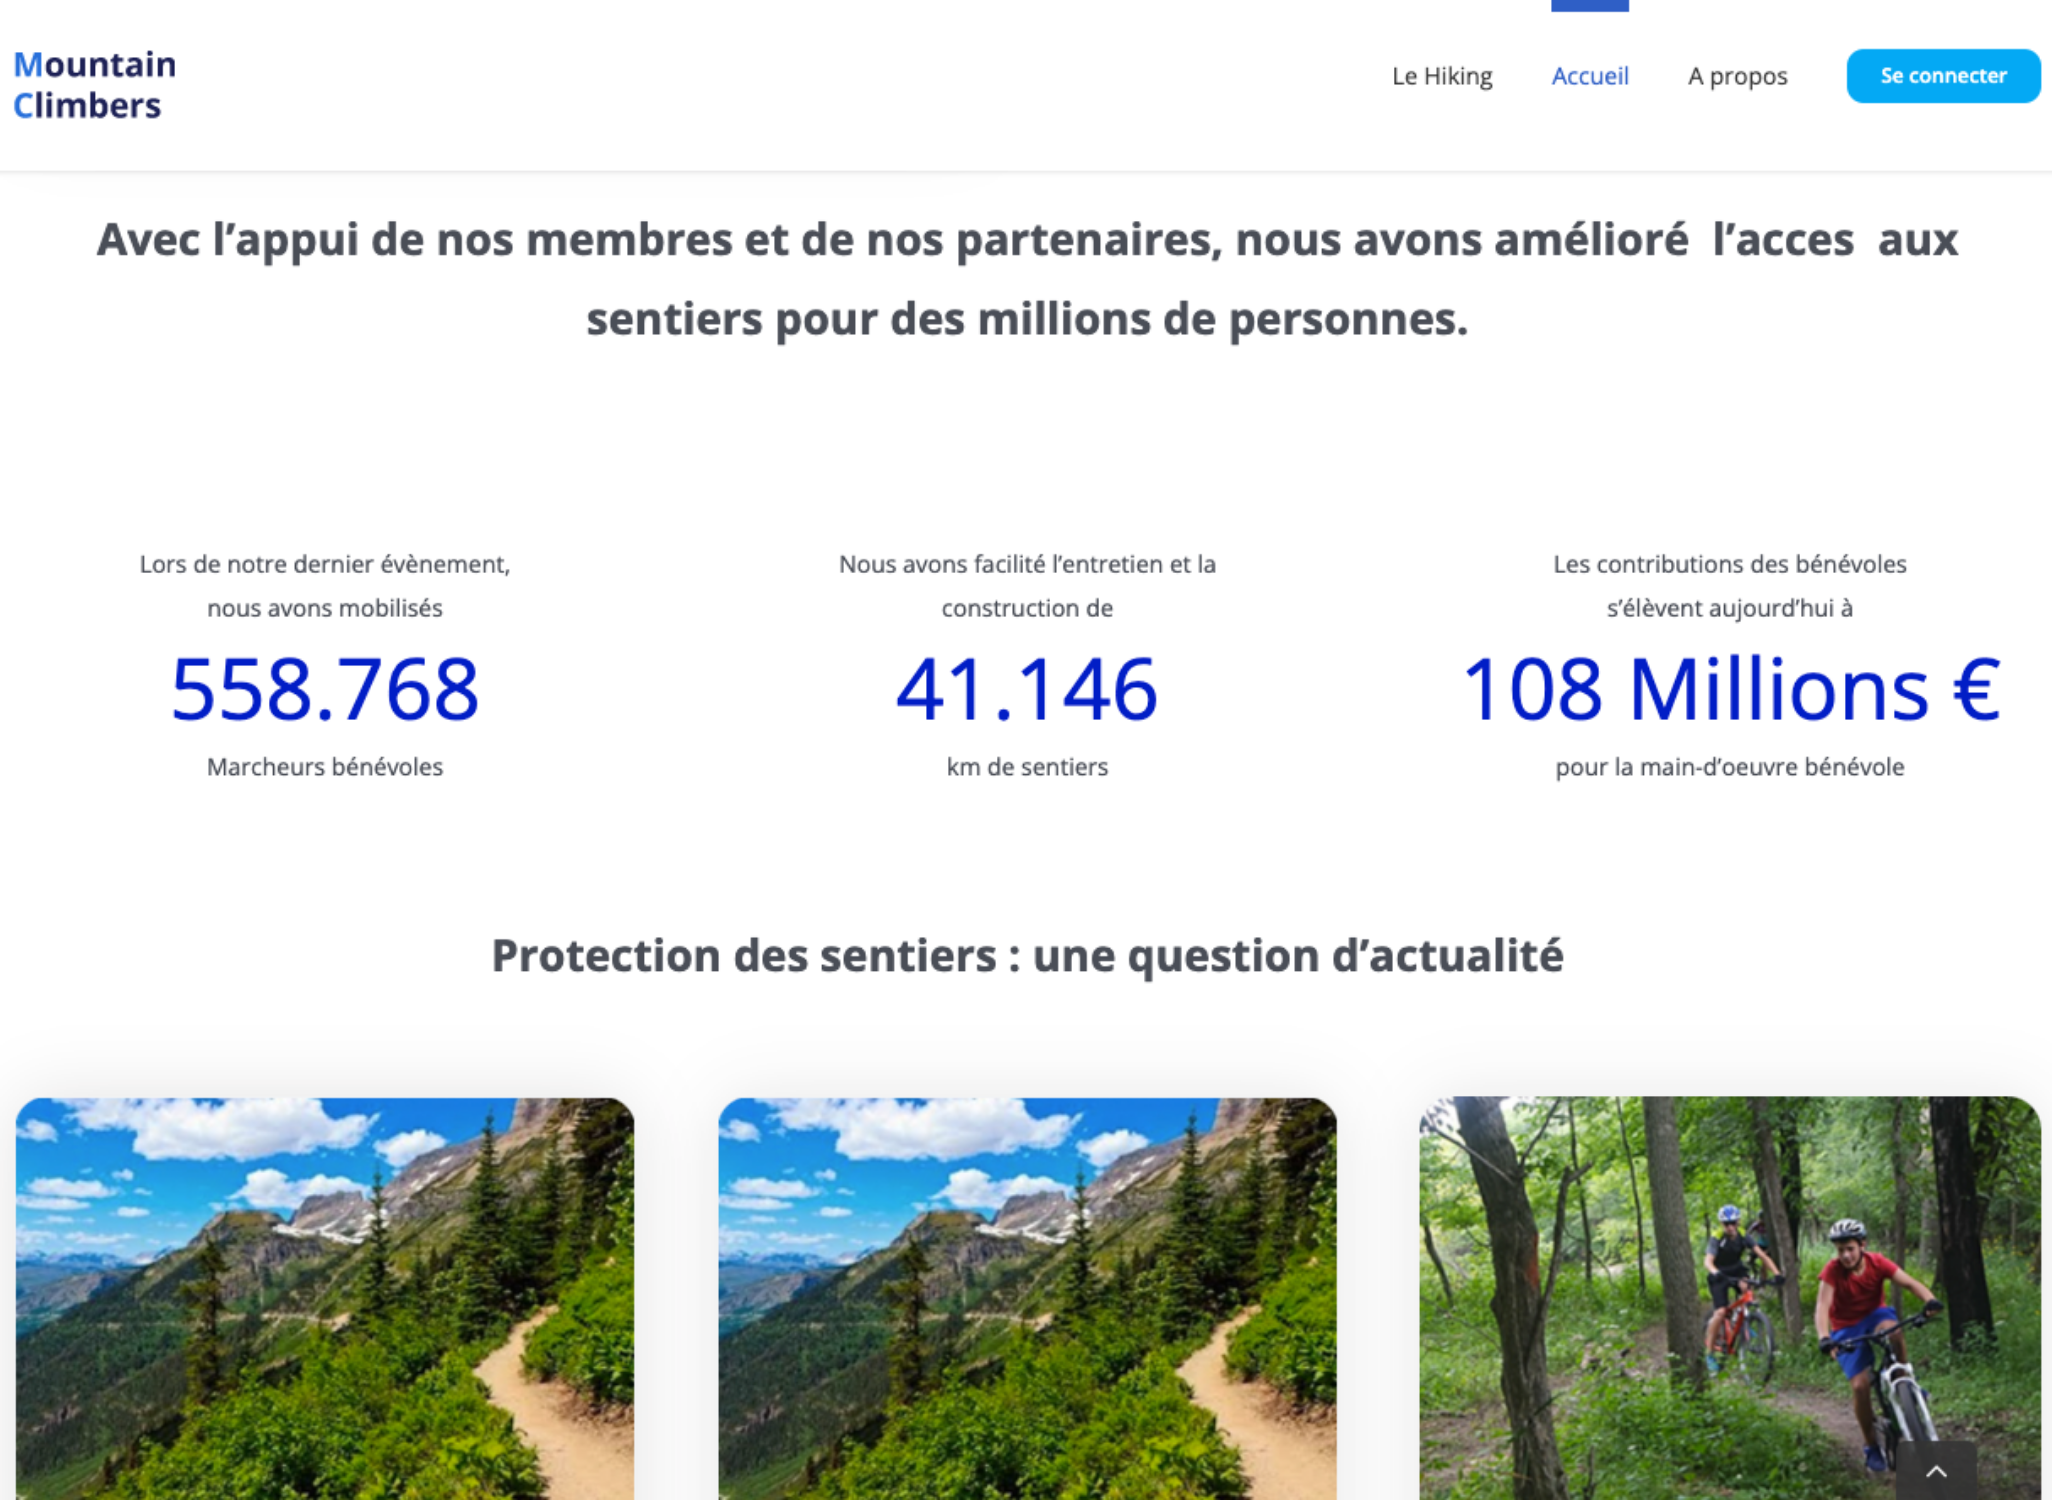 Mountain
Climbers
Le Hiking
Accueil
A propos
Se connecter
Avec l’appui de nos membres et de nos partenaires, nous avons amélioré  l’acces  aux
sentiers pour des millions de personnes.
Lors de notre dernier évènement,
nous avons mobilisés
558.768
Marcheurs bénévoles
Nous avons facilité l’entretien et la
construction de
41.146
km de sentiers
Les contributions des bénévoles
s’élèvent aujourd’hui à
108 Millions €
pour la main-d’oeuvre bénévole
Protection des sentiers : une question d’actualité